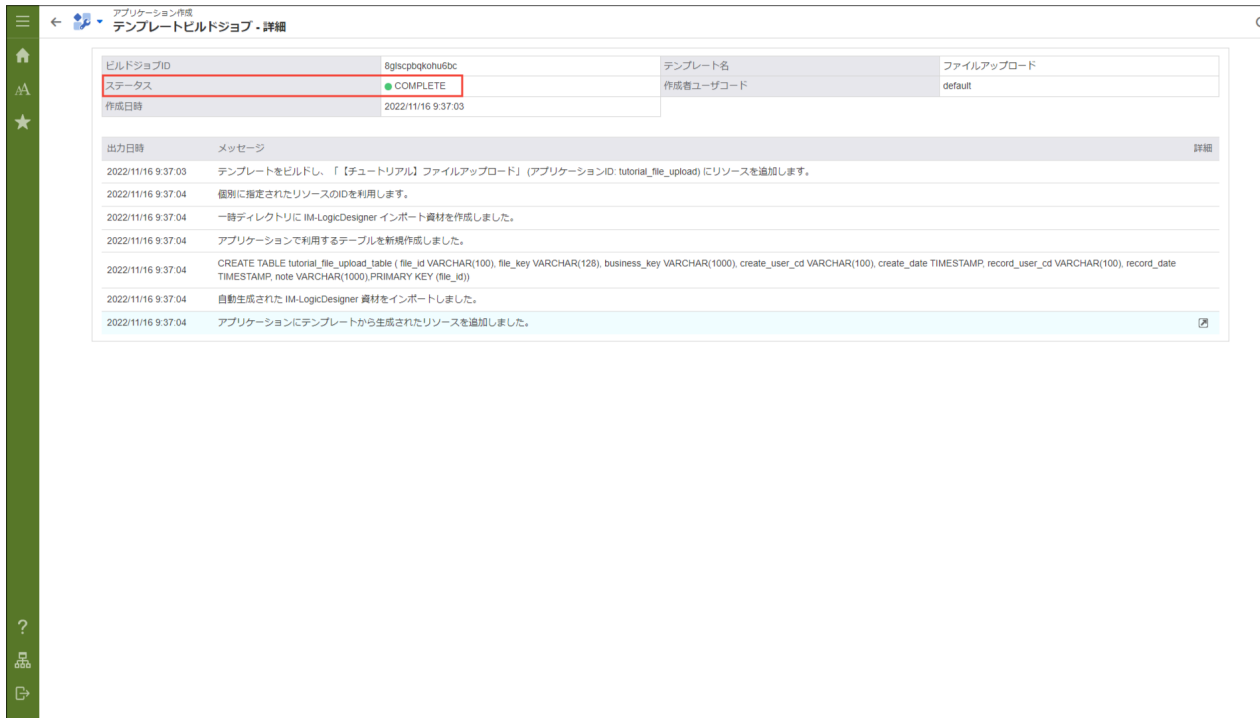 アプリケーション作成
テンプレートビルドジョブ - 詳細
ビルドジョブID 8glscpbqkohu6bc テンプレート名 ファイルアップロード
ステータス COMPLETE 作成者ユーザコード default
作成日時 2022/11/16 9:37:03
出力日時 メッセージ 詳細
2022/11/16 9:37:03 テンプレートをビルドし、「【チュートリアル】ファイルアップロード」 (アプリケーションID: tutorial_file_upload) にリソースを追加します。
2022/11/16 9:37:04 個別に指定されたリソースのIDを利用します。
2022/11/16 9:37:04 一時ディレクトリに IM-LogicDesigner インポート資材を作成しました。
2022/11/16 9:37:04 アプリケーションで利用するテーブルを新規作成しました。
2022/11/16 9:37:04 CREATE TABLE tutorial_file_upload_table ( file_id VARCHAR(100), file_key VARCHAR(128), business_key VARCHAR(1000), create_user_cd VARCHAR(100), create_date TIMESTAMP, record_user_cd VARCHAR(100), record_date
TIMESTAMP, note VARCHAR(1000),PRIMARY KEY (file_id))
2022/11/16 9:37:04 自動生成された IM-LogicDesigner 資材をインポートしました。
2022/11/16 9:37:04 アプリケーションにテンプレートから生成されたリソースを追加しました。